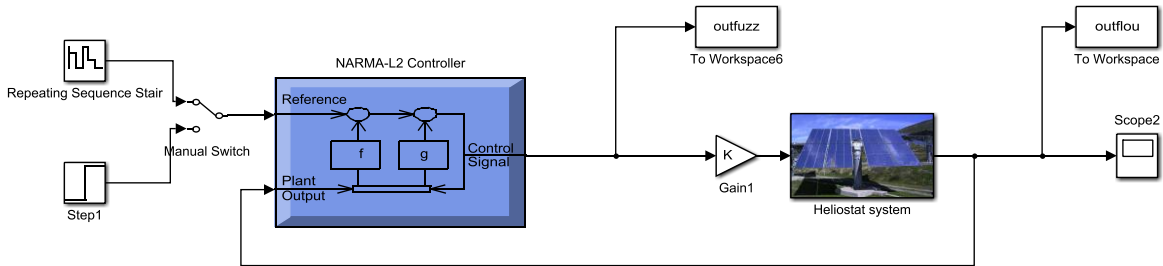 outfuzz
To Workspace6
outflou
To Workspace
NARMA-L2 Controller
Repeating Sequence Stair
Reference
Manual Switch
f
g
Control
Signal
Plant
Output
Step1
K
Gain1
Heliostat system
Scope2